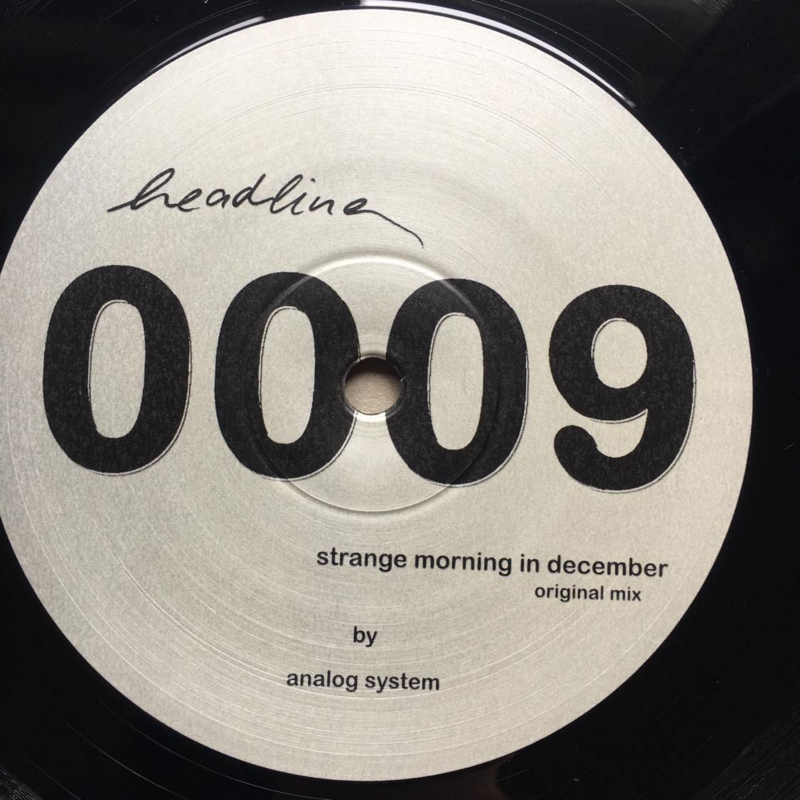 headline
0009
strange morning in december
original mix
by
analog system